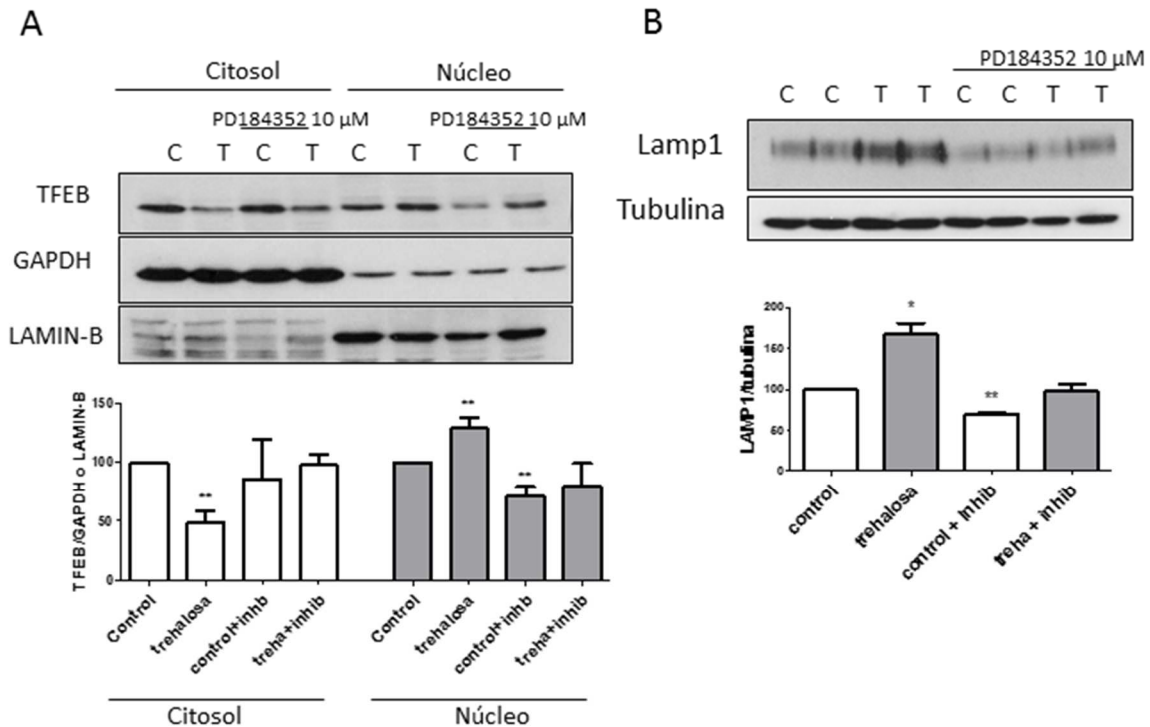 A
Citosol Núcleo
PD184352 10 μM PD184352 10 μM
C T C T C T C T
TFEB
GAPDH
LAMIN-B
TFEB/GAPDH o LAMIN-B
150
100
50
0
Control trehalosa control+inhb treha+inhib Control trehalosa control+inhb treha+inhib
Citosol Núcleo
B
PD184352 10 μM
C C T T C C T T
Lamp1
Tubulina
LAMP1/tubulina
200
150
100
50
0
*
**
control trehalosa control + Inhib treha + inhib
**
**
**